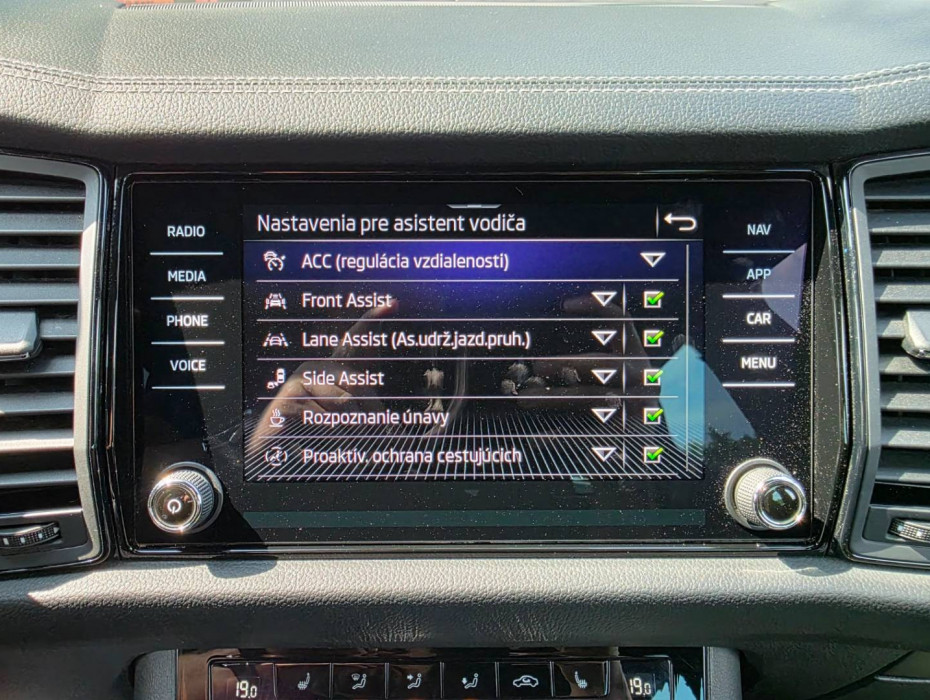 Nastavenia pre asistent vodiča
RADIO
NAV
ACC (regulácia vzdialenosti)
MEDIA
APP
Front Assist
PHONE
CAR
Lane Assist (As.udrž.jazd.pruh.)
VOICE
MENU
Side Assist
Rozpoznanie únavy
Proaktív. ochrana cestujúcich
19.0
19.0